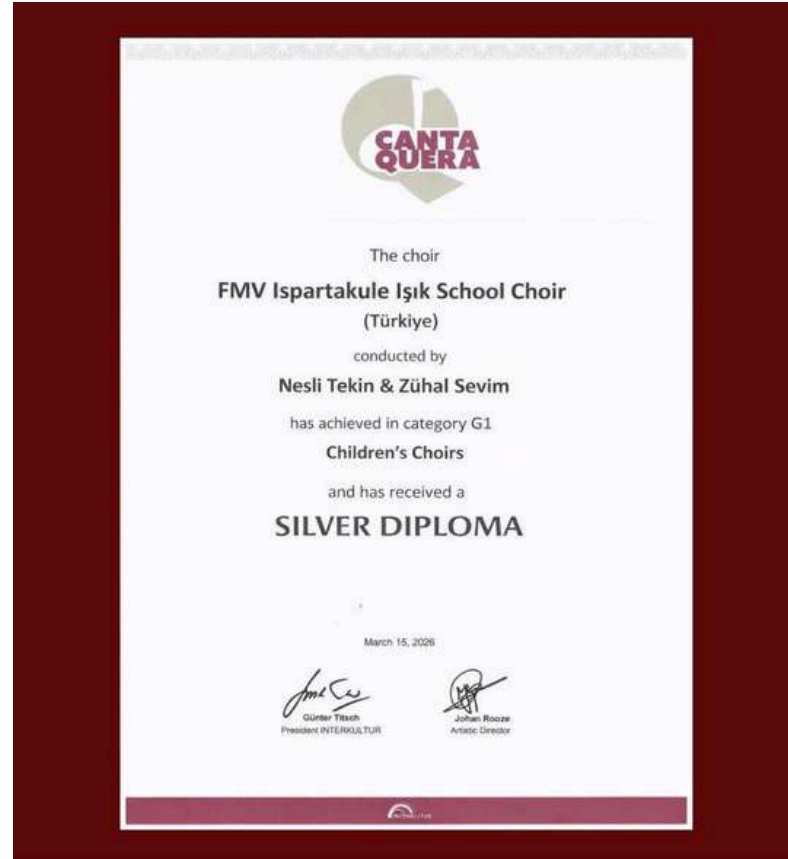 CANTA
QUERA
The choir
FMV Ispartakule Işık School Choir
(Türkiye)
conducted by
Nesli Tekin & Zühal Sevim
has achieved in category G1
Children's Choirs
and has received a
SILVER DIPLOMA
March 15, 2026
Günter Titsch
President INTERKULTUR
Johan Rooze
Artistic Director
INTERKULTUR